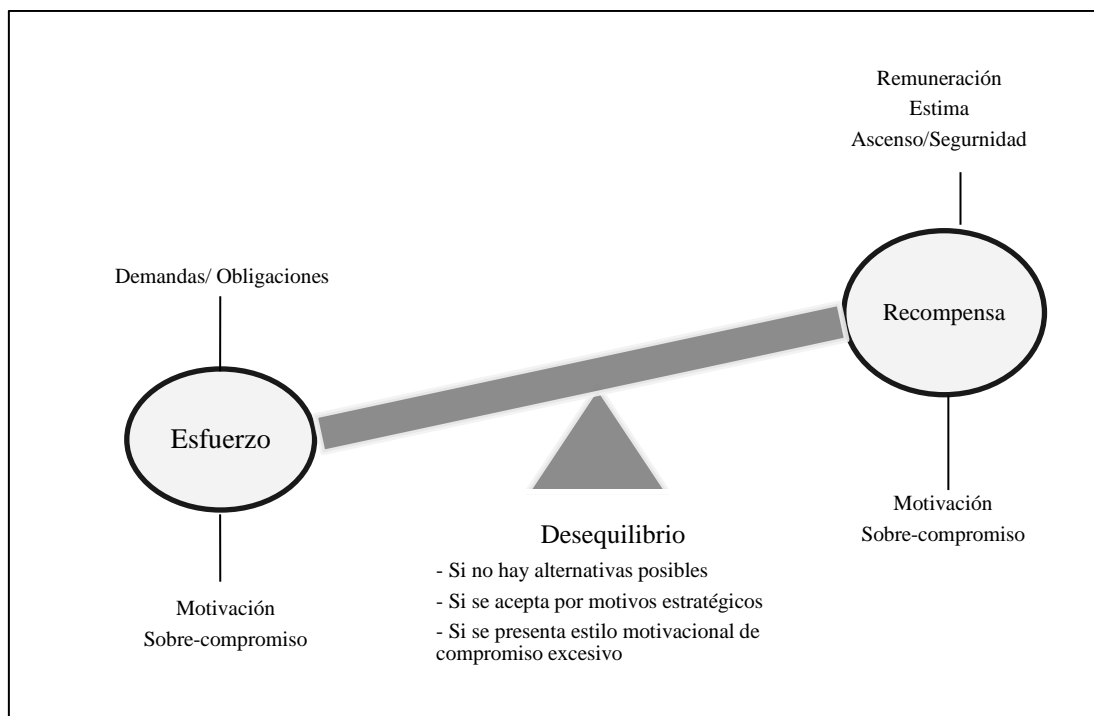 Remuneración
Estima
Ascenso/Segurnidad
Recompensa
Demandas/ Obligaciones
Esfuerzo
Motivación
Sobre-compromiso
Desequilibrio
- Si no hay alternativas posibles
- Si se acepta por motivos estratégicos
- Si se presenta estilo motivacional de
compromiso excesivo
Motivación
Sobre-compromiso